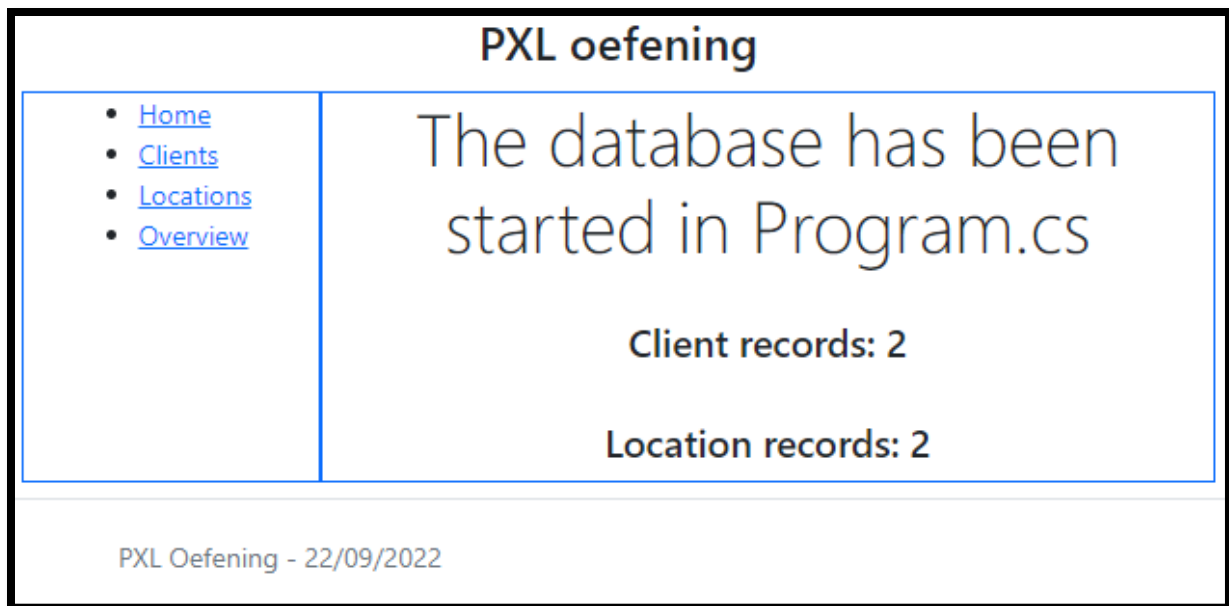 PXL oefening
Home
Clients
Locations
Overview
The database has been
started in Program.cs
Client records: 2
Location records: 2
PXL Oefening - 22/09/2022